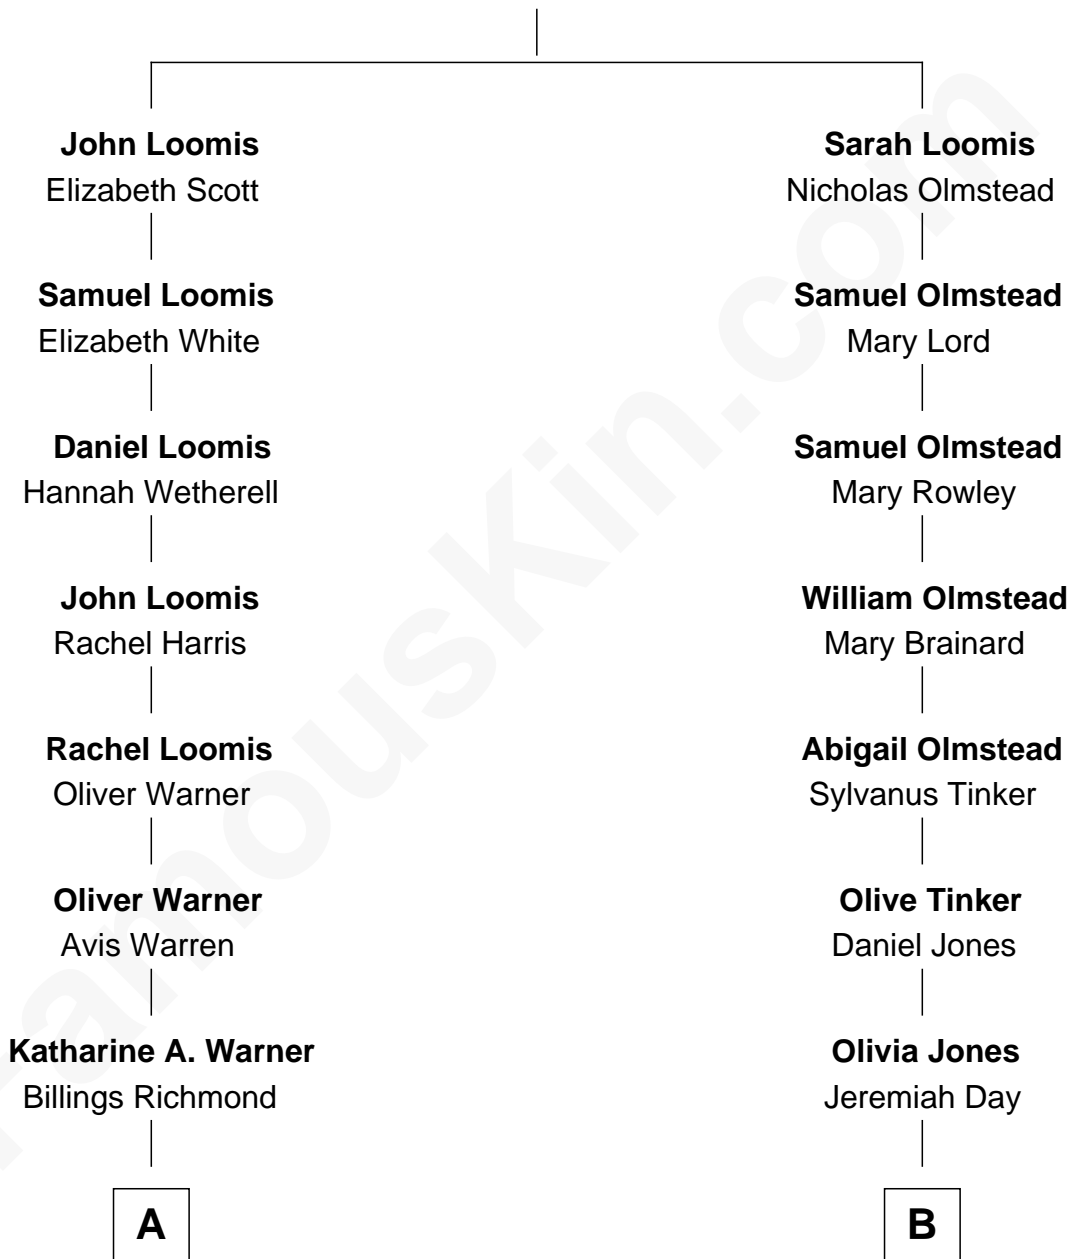 John Loomis
Elizabeth Scott
Samuel Loomis
Elizabeth White
Daniel Loomis
Hannah Wetherell
John Loomis
Rachel Harris
Rachel Loomis
Oliver Warner
Oliver Warner
Avis Warren
Katharine A. Warner
Billings Richmond
A
Sarah Loomis
Nicholas Olmstead
Samuel Olmstead
Mary Lord
Samuel Olmstead
Mary Rowley
William Olmstead
Mary Brainard
Abigail Olmstead
Sylvanus Tinker
Olive Tinker
Daniel Jones
Olivia Jones
Jeremiah Day
B
FamousKin.com